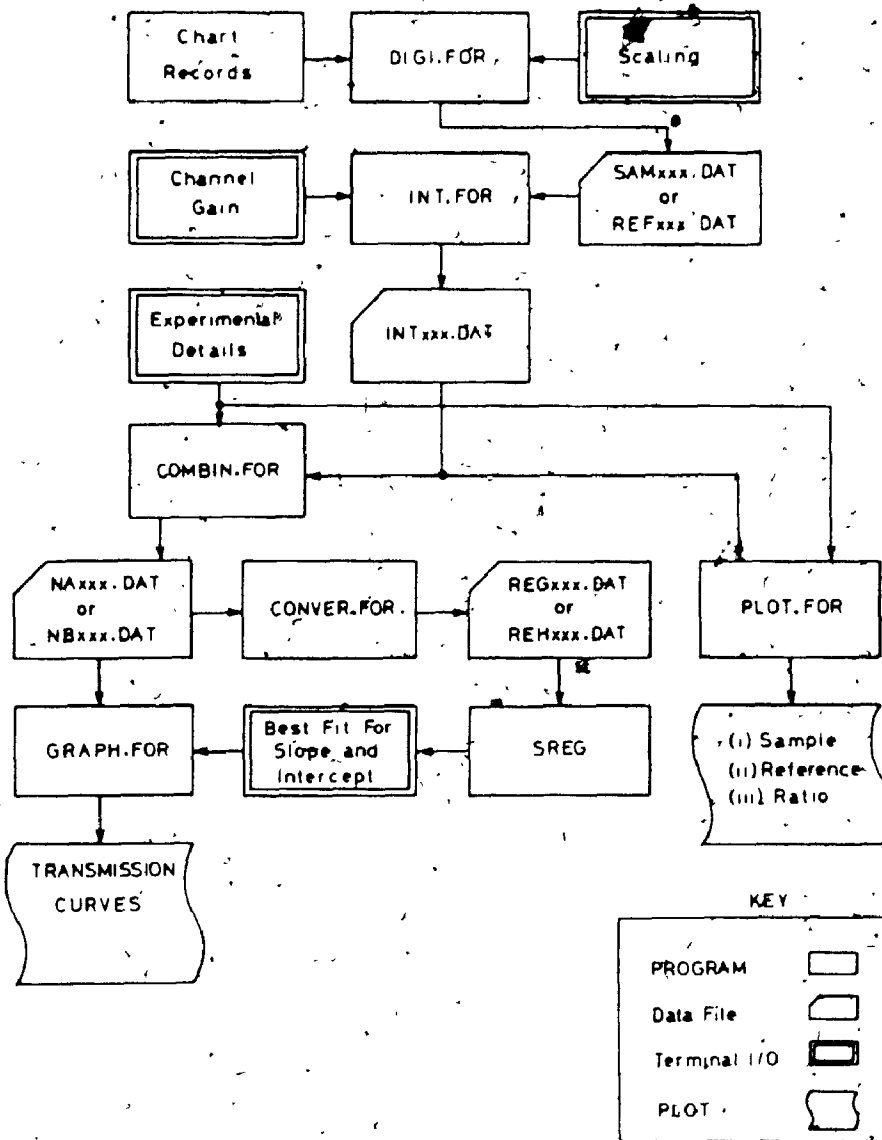 Chart
Records
DIGI.FOR
Scaling
Channel
Gain
INT.FOR
SAMxxx.DAT
or
REFxxx DAT
Experimental
Details
INTxxx.DAT
COMBIN.FOR
NAxxx.DAT
or
NBxxx.DAT
CONVER.FOR
REGxxx.DAT
or
REHxxx.DAT
PLOT.FOR
GRAPH.FOR
Best Fit For
Slope and
Intercept
SREG
(i) Sample
(ii) Reference
(iii) Ratio
TRANSMISSION
CURVES
KEY
PROGRAM
Data File
Terminal I/O
PLOT